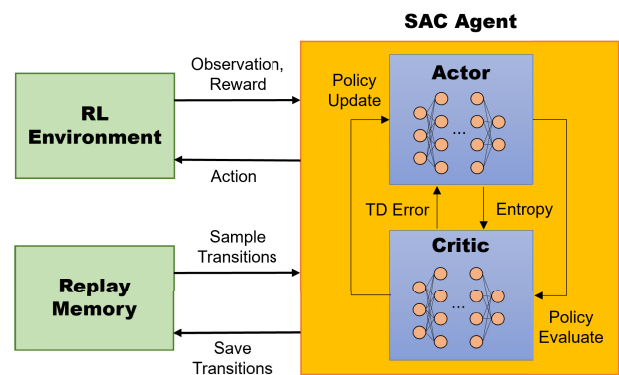 SAC Agent
Observation,
Reward
RL
Environment
Action
Policy
Update
Actor
...
TD Error
Entropy
Sample
Transitions
Replay
Memory
Save
Transitions
Critic
...
Policy
Evaluate